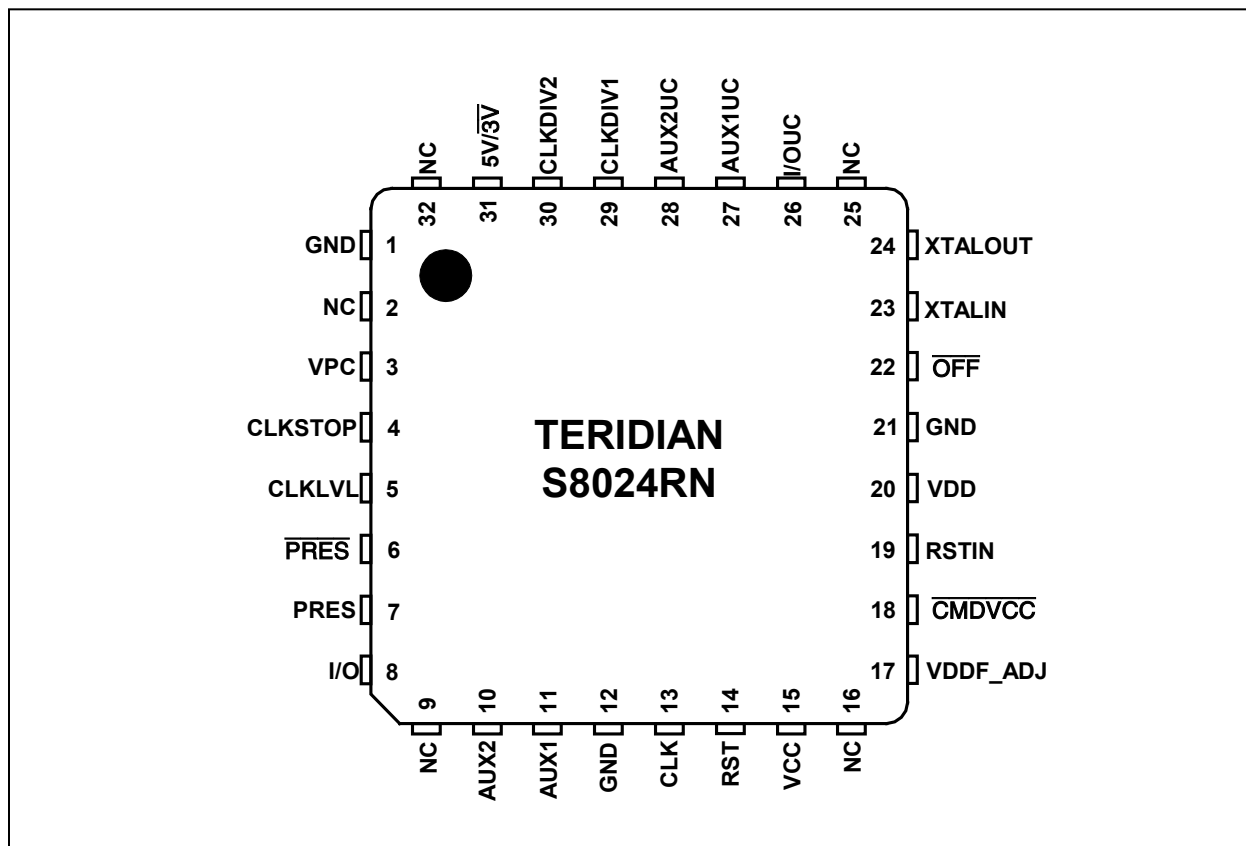 NC
5V/3V
CLKDIV2
CLKDIV1
AUX2UC
AUX1UC
I/OUC
NC
32
31
30
29
28
27
26
25
GND 1
24 XTALOUT
NC 2
23 XTALIN
VPC 3
22 OFF
CLKSTOP 4
21 GND
TERIDIAN
S8024RN
CLKLVL 5
20 VDD
PRES 6
19 RSTIN
PRES 7
18 CMDVCC
I/O 8
17 VDDF_ADJ
9
10
11
12
13
14
15
16
NC
AUX2
AUX1
GND
CLK
RST
VCC
NC